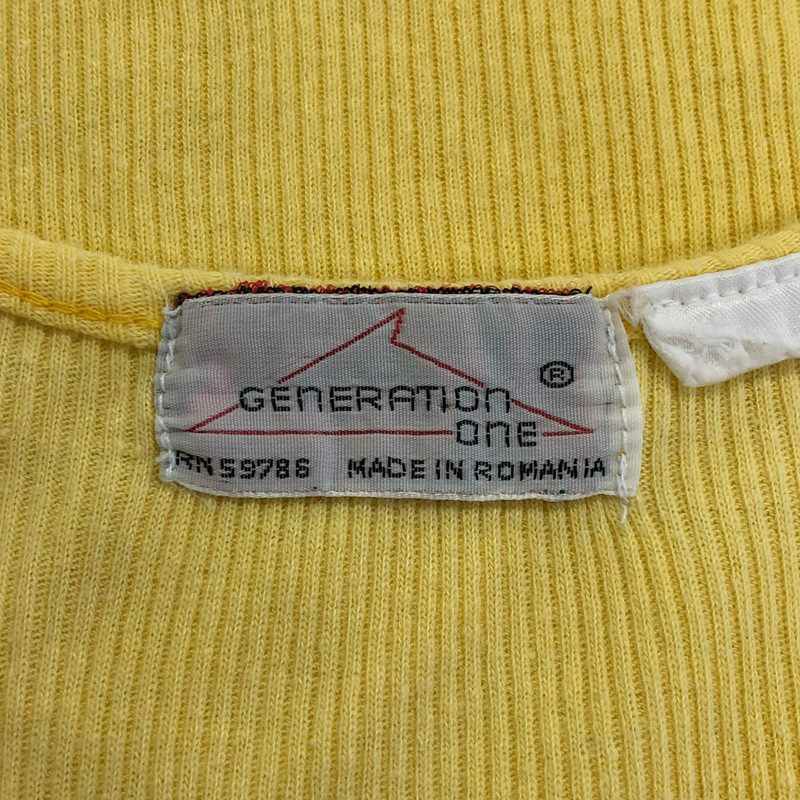 GENERATION ®
ONE
RN 59786 MADE IN ROMANIA